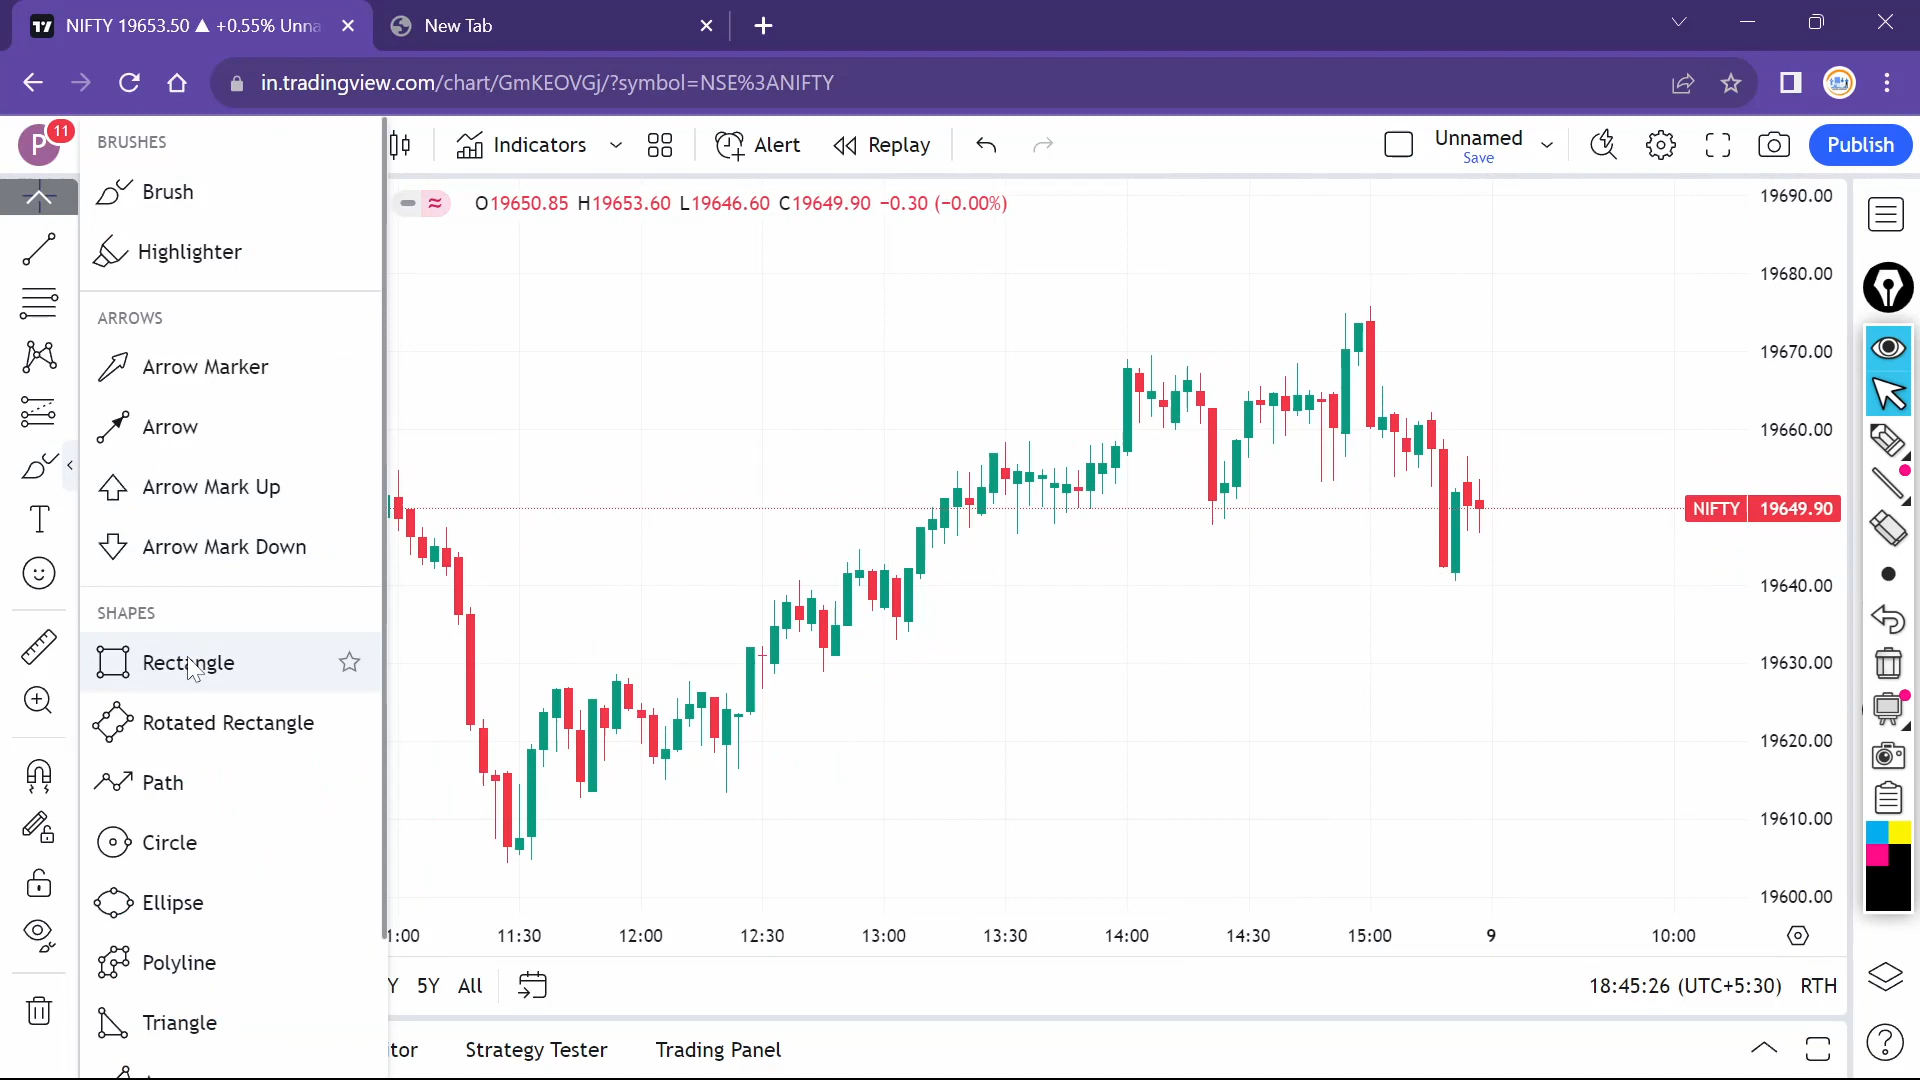 NIFTY 19653.50 ▲ +0.55% Unna
New Tab
in.tradingview.com/chart/GmKEOVGj/?symbol=NSE%3ANIFTY
P
11
Indicators
Alert
Replay
Unnamed
Save
Publish
BRUSHES
Brush
Highlighter
ARROWS
Arrow Marker
Arrow
Arrow Mark Up
Arrow Mark Down
SHAPES
Rectangle
Rotated Rectangle
Path
Circle
Ellipse
Polyline
Triangle
O19650.85 H19653.60 L19646.60 C19649.90 −0.30 (−0.00%)
19690.00
19680.00
19670.00
19660.00
NIFTY 19649.90
19640.00
19630.00
19620.00
19610.00
19600.00
1:00 11:30 12:00 12:30 13:00 13:30 14:00 14:30 15:00 9 10:00
Y 5Y All
18:45:26 (UTC+5:30) RTH
tor Strategy Tester Trading Panel